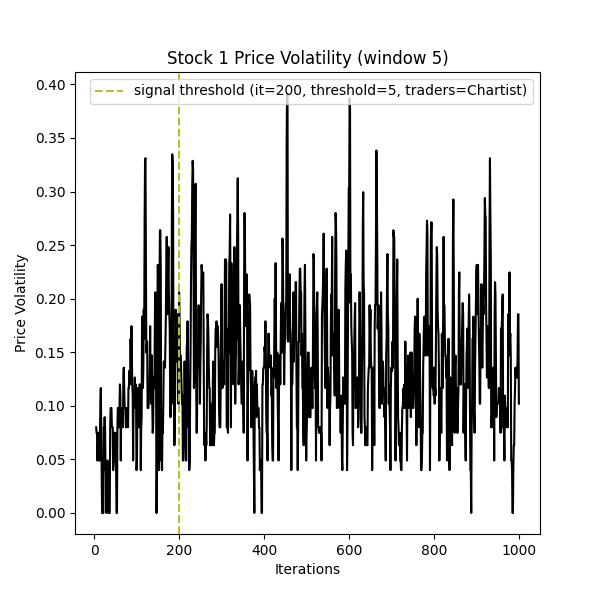 Stock 1 Price Volatility (window 5)
signal threshold (it=200, threshold=5, traders=Chartist)
0.40
0.35
0.30
0.25
0.20
0.15
0.10
0.05
0.00
Price Volatility
0 200 400 600 800 1000
Iterations